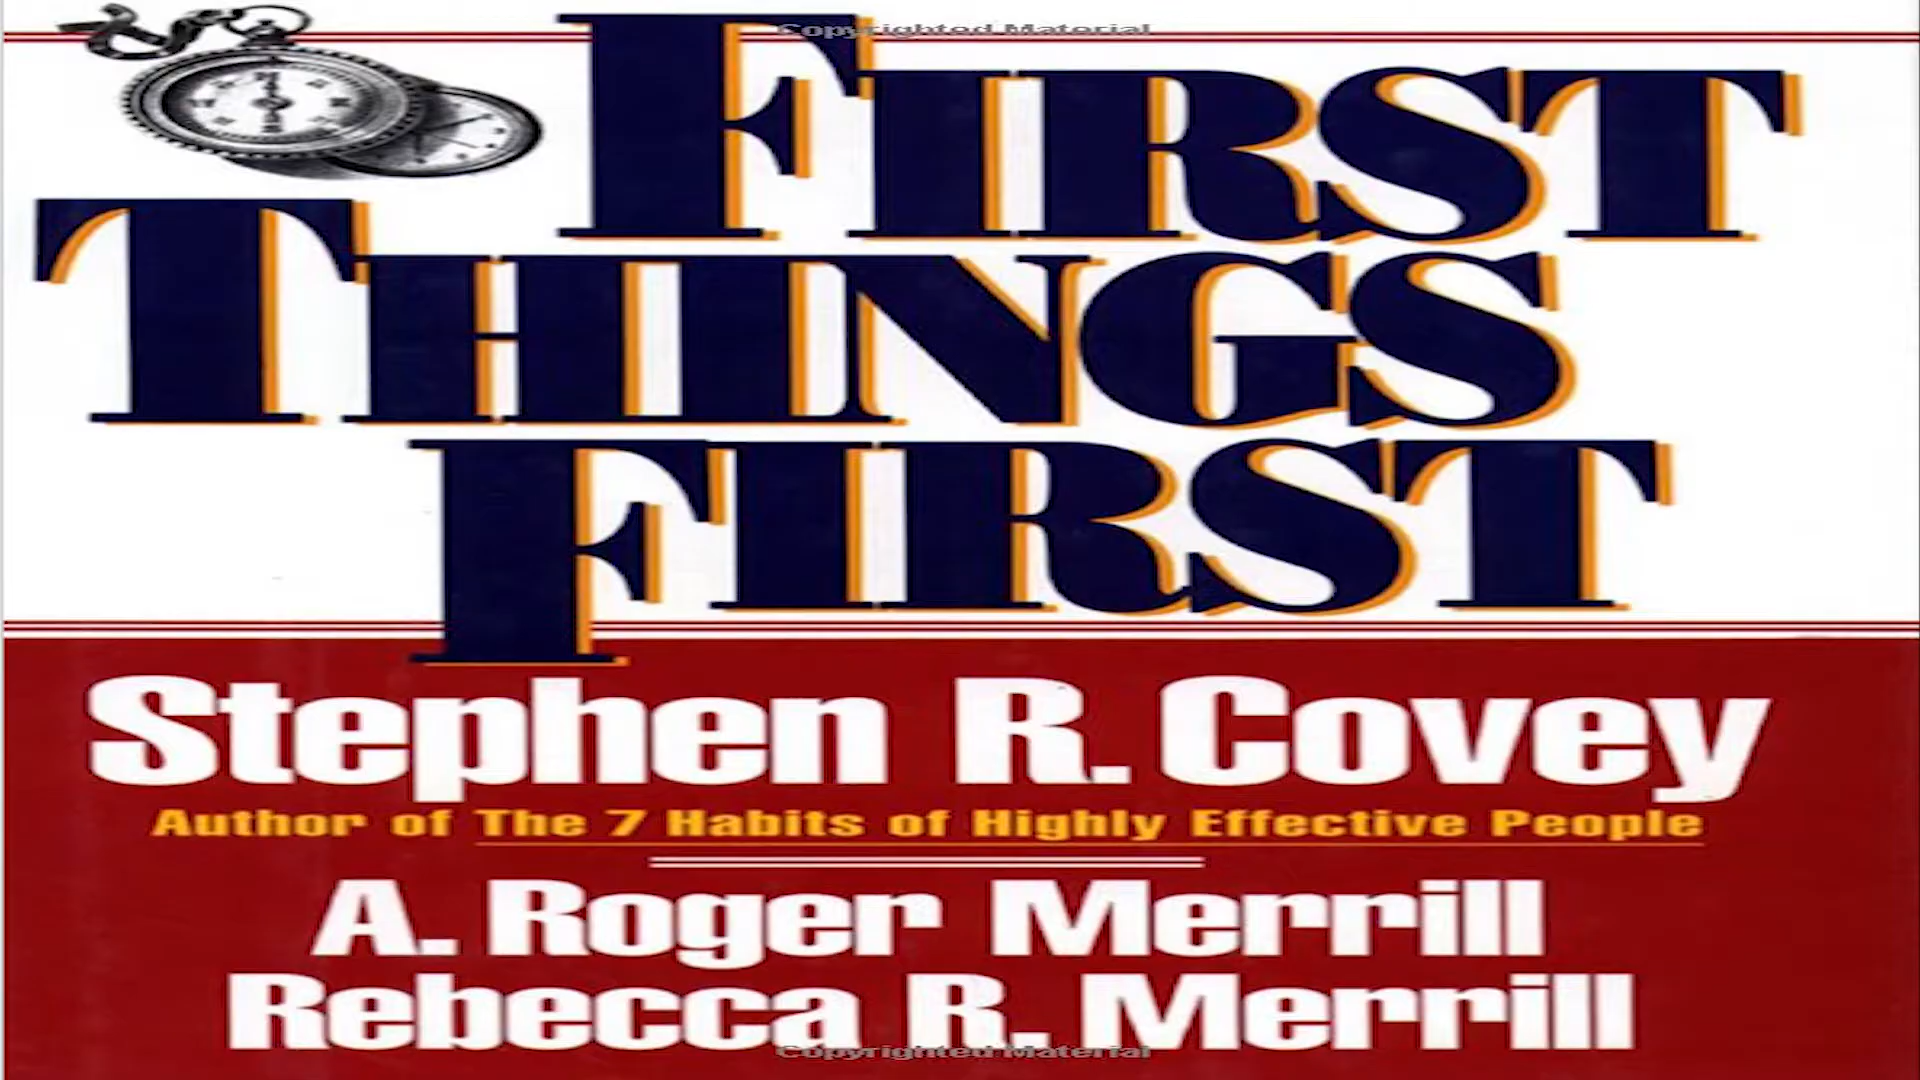 Copyrighted Material
FIRST
THINGS
FIRST
Stephen R. Covey
Author of The 7 Habits of Highly Effective People
A. Roger Merrill
Rebecca R. Merrill
Copyrighted Material